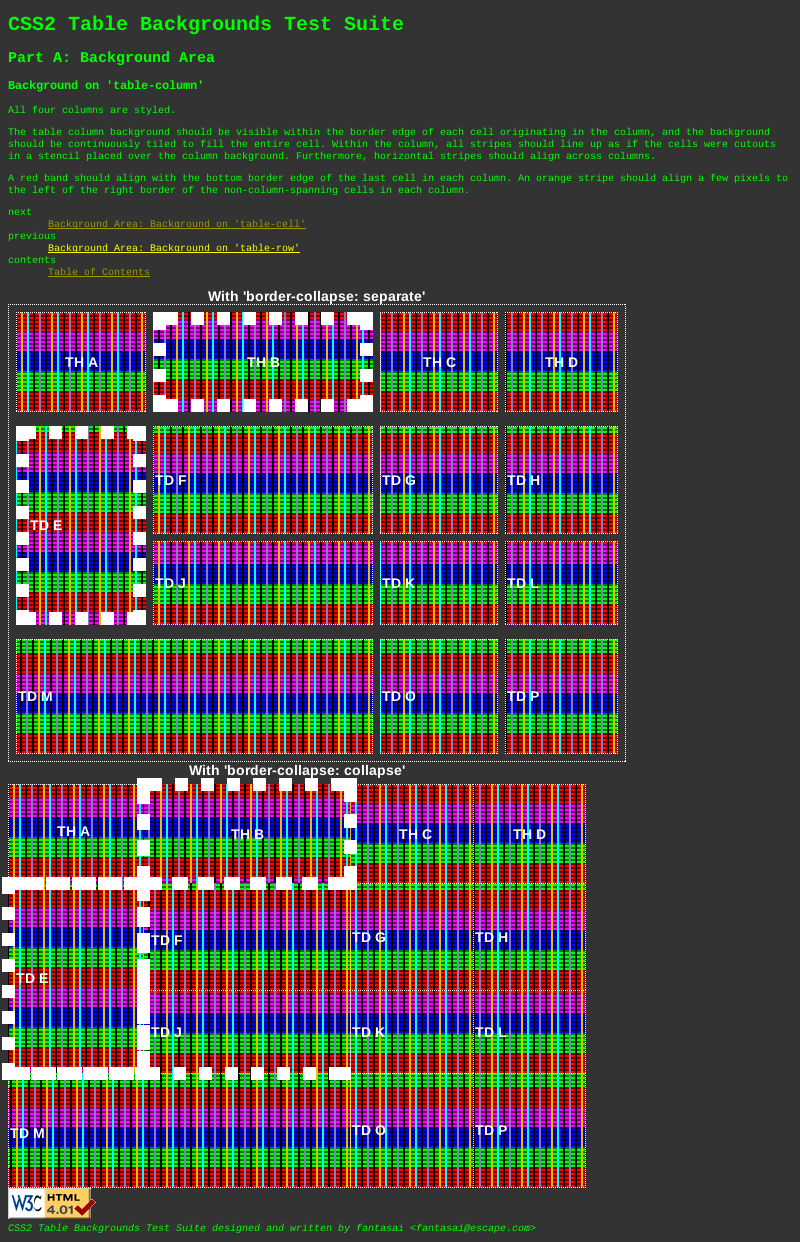 CSS2 Table Backgrounds Test Suite
Part A: Background Area
Background on 'table-column'
All four columns are styled.
The table column background should be visible within the border edge of each cell originating in the column, and the background
should be continuously tiled to fill the entire cell. Within the column, all stripes should line up as if the cells were cutouts
in a stencil placed over the column background. Furthermore, horizontal stripes should align across columns.
A red band should align with the bottom border edge of the last cell in each column. An orange stripe should align a few pixels to
the left of the right border of the non-column-spanning cells in each column.
next
Background Area: Background on 'table-cell'
previous
Background Area: Background on 'table-row'
contents
Table of Contents
With 'border-collapse: separate'
TH A TH B TH C TH D
TD F TD G TD H
TD E
TD J TD K TD L
TD M TD O TD P
With 'border-collapse: collapse'
TH A TH B TH C TH D
TD F TD G TD H
TD E
TD J TD K TD L
TD M TD O TD P
W3C HTML 4.01
CSS2 Table Backgrounds Test Suite designed and written by fantasai <fantasai@escape.com>